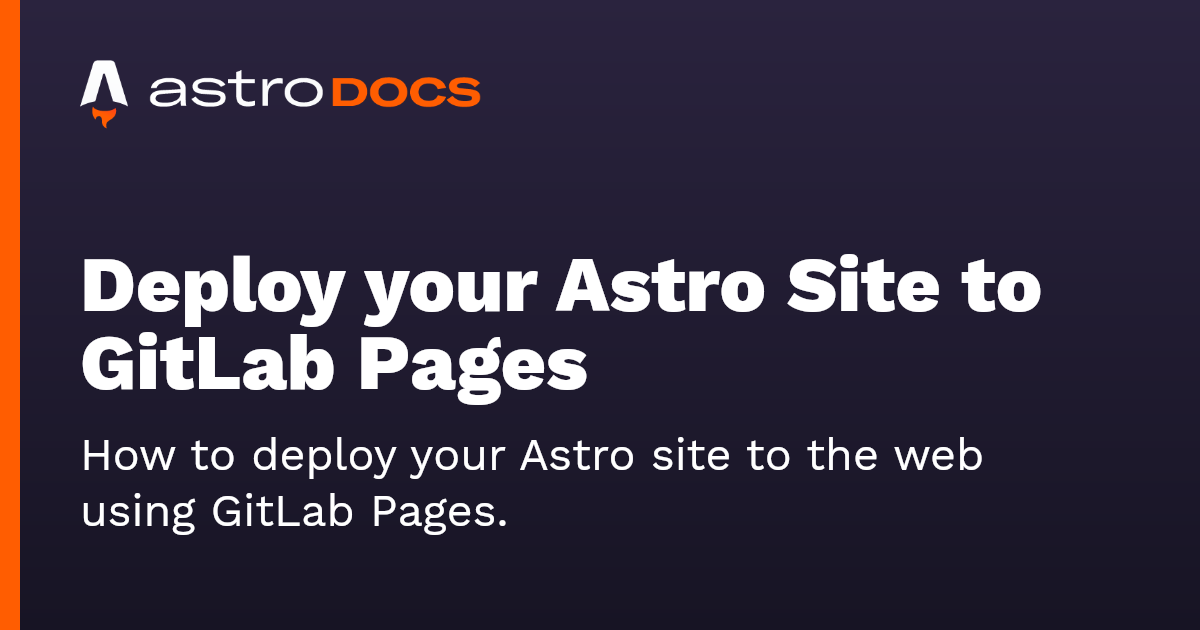 astro DOCS
Deploy your Astro Site to
GitLab Pages
How to deploy your Astro site to the web
using GitLab Pages.